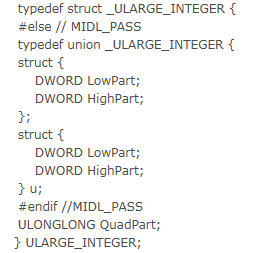 typedef struct _ULARGE_INTEGER {
#else // MIDL_PASS
typedef union _ULARGE_INTEGER {
struct {
DWORD LowPart;
DWORD HighPart;
};
struct {
DWORD LowPart;
DWORD HighPart;
} u;
#endif //MIDL_PASS
ULONGLONG QuadPart;
} ULARGE_INTEGER;